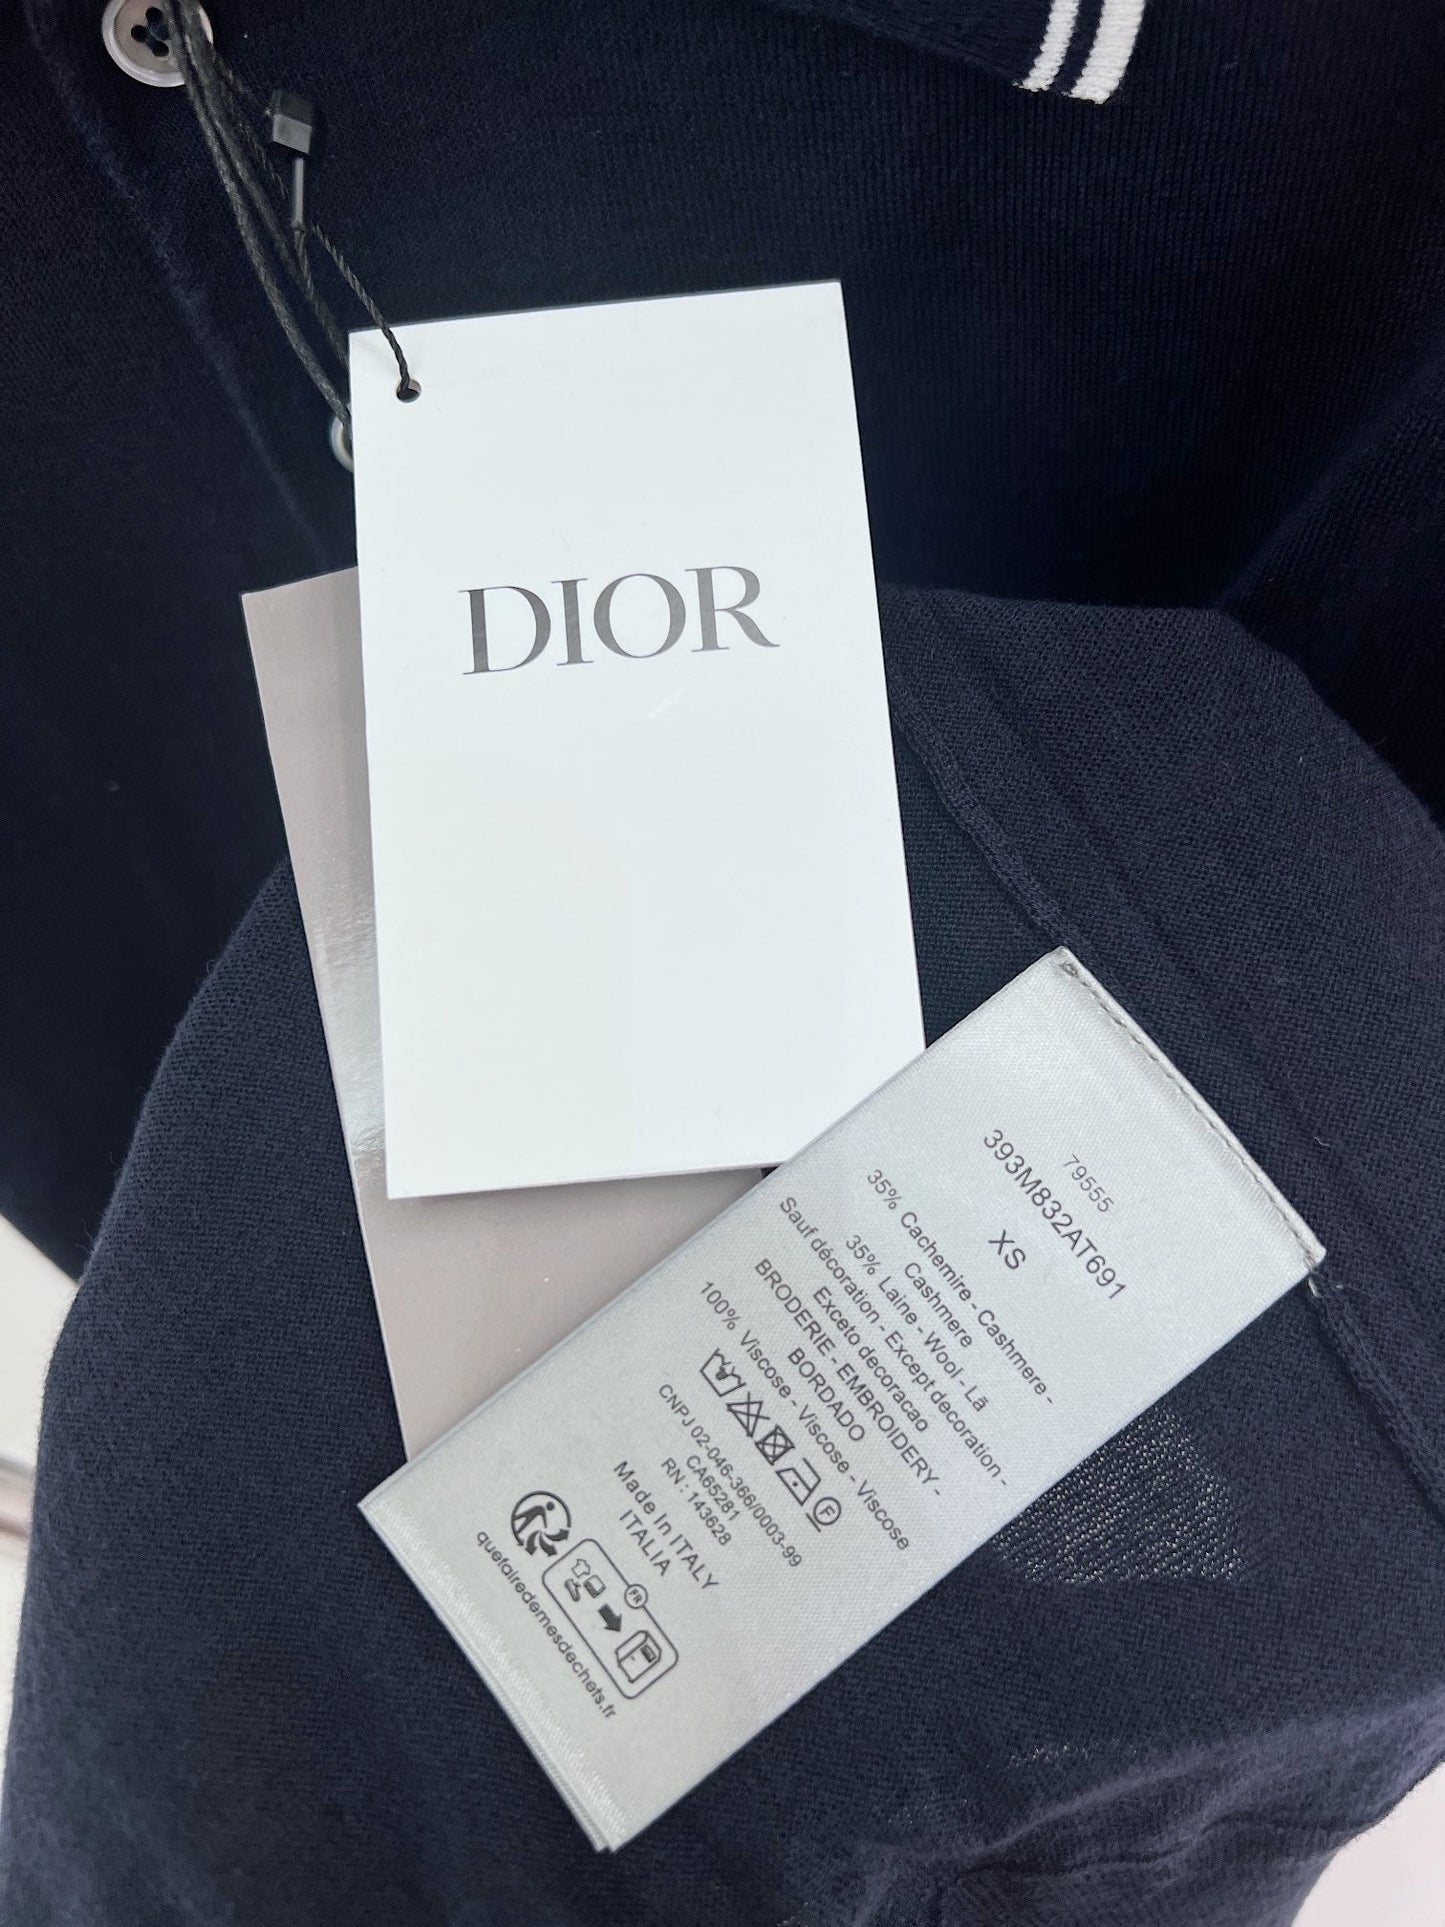 DIOR
79555
393M832AT691
XS
35% Cachemire - Cashmere -
Cashmere
35% Laine - Wool - Lã
Sauf décoration - Except decoration -
Exceto decoracao
BRODERIE - EMBROIDERY -
BORDADO
100% Viscose - Viscose - Viscose
F
CNPJ 02-046-366/0003-99
CA65281
RN : 143628
Made In ITALY
ITALIA
FR
quefairedemesdechets.fr